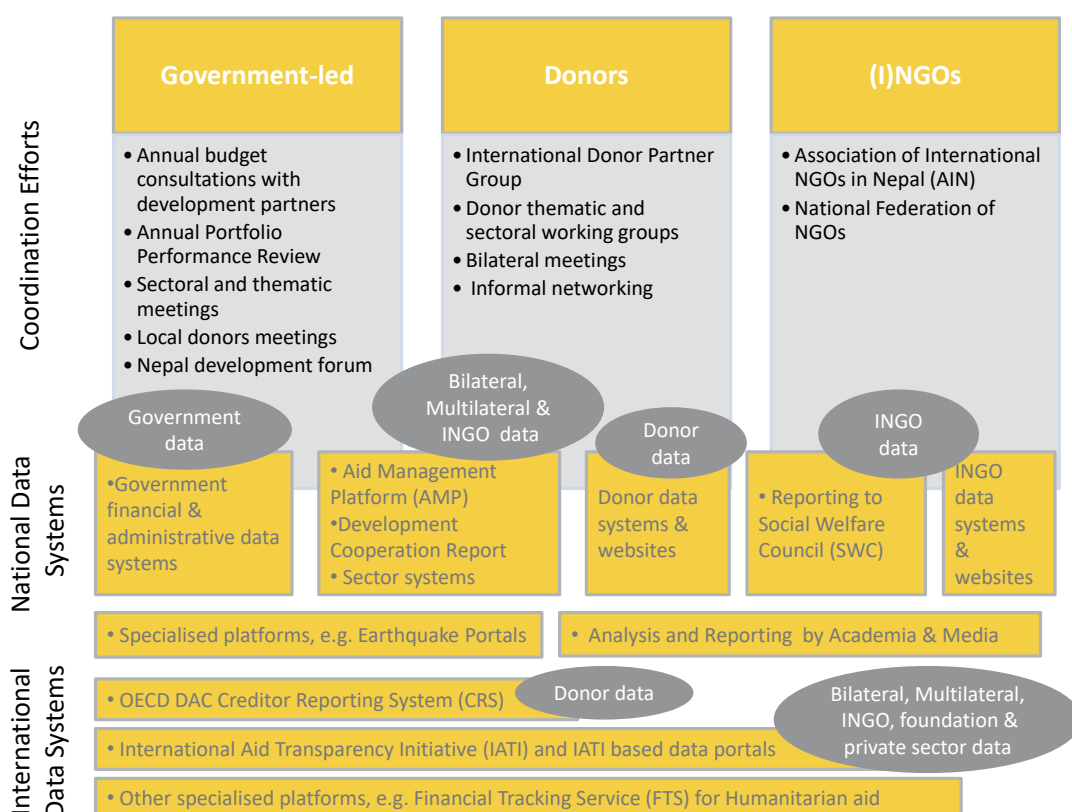 Government-led
Donors
(I)NGOs
Coordination Efforts
• Annual budget
consultations with
development partners
• Annual Portfolio
Performance Review
• Sectoral and thematic
meetings
• Local donors meetings
• Nepal development forum
• International Donor Partner
Group
• Donor thematic and
sectoral working groups
• Bilateral meetings
• Informal networking
• Association of International
NGOs in Nepal (AIN)
• National Federation of
NGOs
Government
data
Bilateral,
Multilateral &
INGO data
Donor
data
INGO
data
National Data
Systems
•Government
financial &
administrative data
systems
• Aid Management
Platform (AMP)
•Development
Cooperation Report
• Sector systems
Donor data
systems &
websites
• Reporting to
Social Welfare
Council (SWC)
INGO
data
systems
&
websites
• Specialised platforms, e.g. Earthquake Portals
• Analysis and Reporting by Academia & Media
International
Data Systems
• OECD DAC Creditor Reporting System (CRS)
Donor data
Bilateral, Multilateral,
INGO, foundation &
private sector data
• International Aid Transparency Initiative (IATI) and IATI based data portals
• Other specialised platforms, e.g. Financial Tracking Service (FTS) for Humanitarian aid